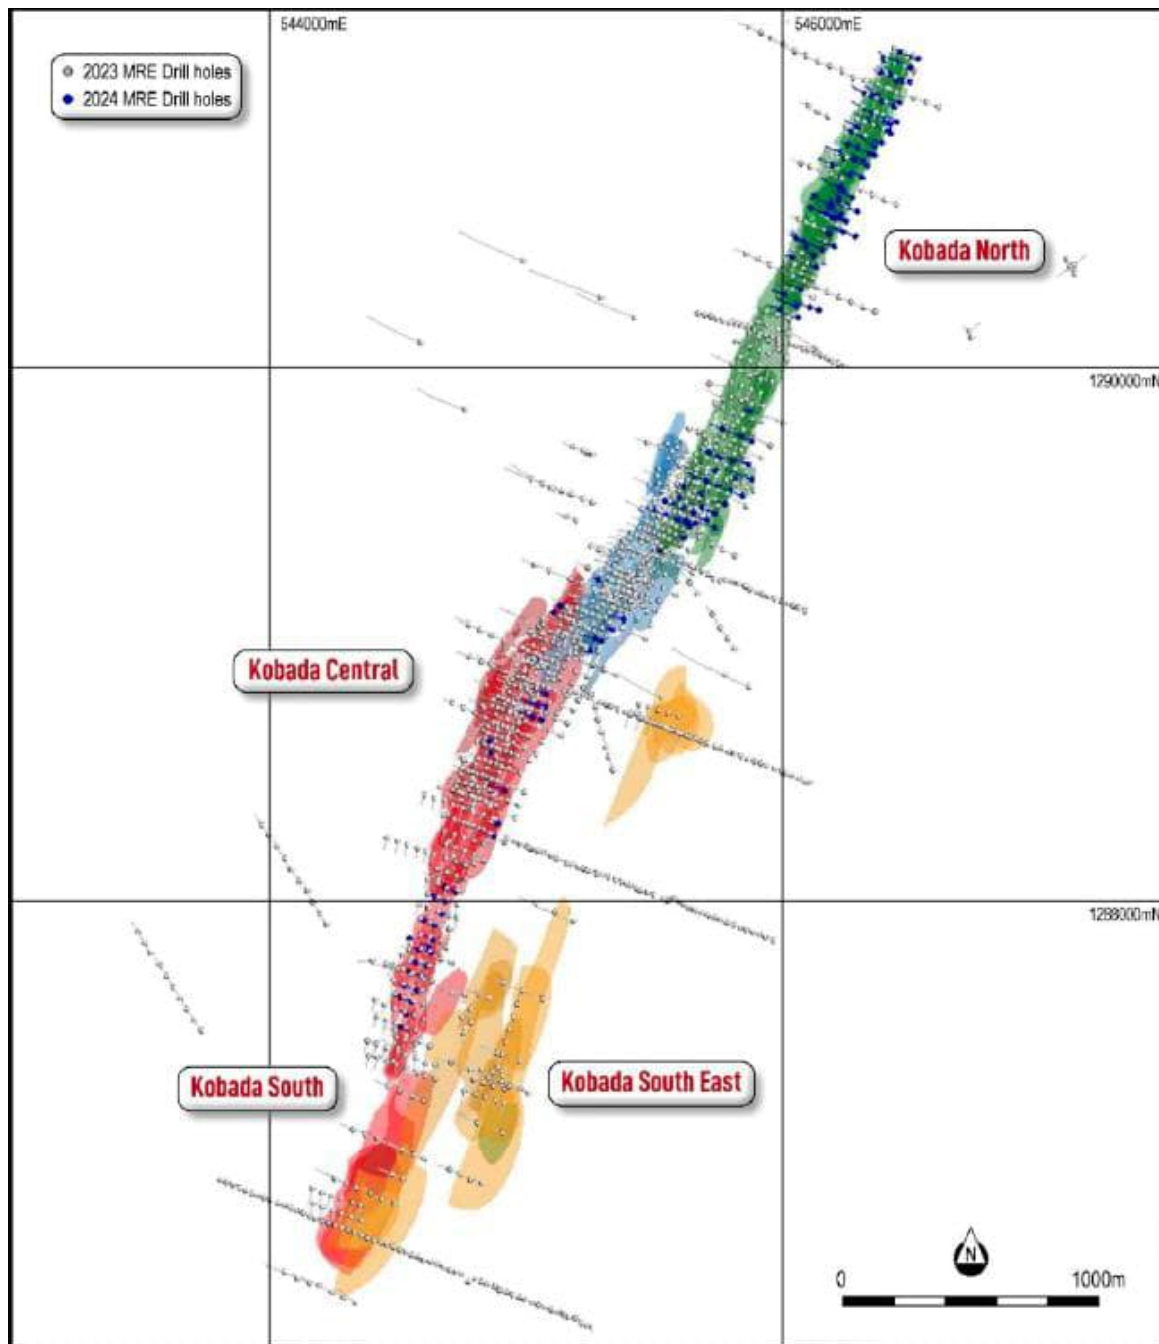 544000mE
546000mE
2023 MRE Drill holes
2024 MRE Drill holes
Kobada North
1290000mN
Kobada Central
1288000mN
Kobada South
Kobada South East
N
0
1000m